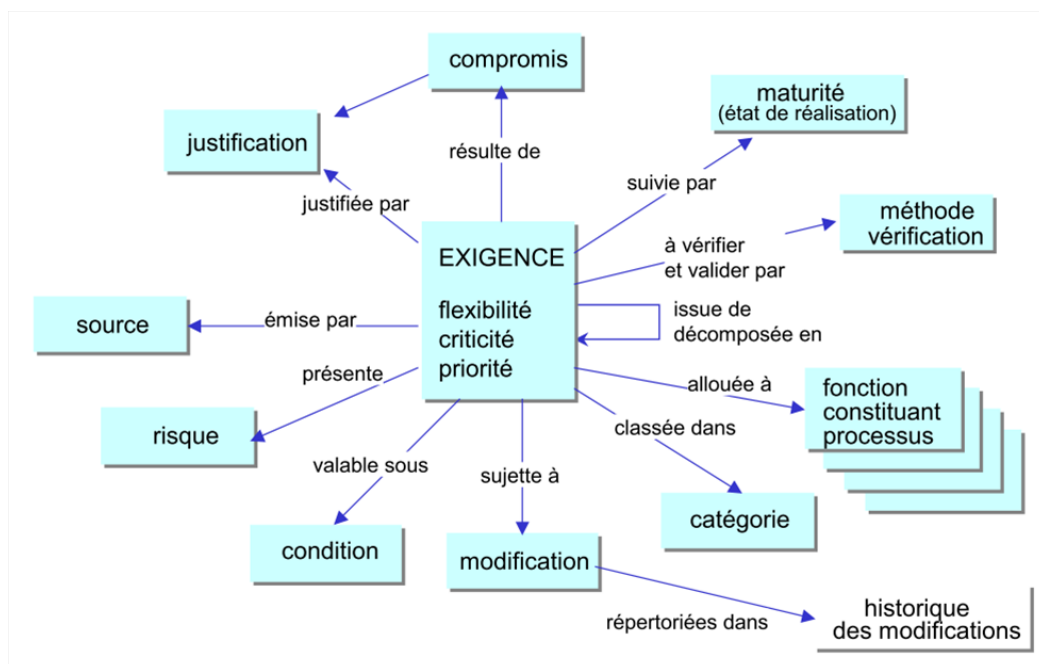 compromis
maturité
(état de réalisation)
justification
résulte de
suivie par
justifiée par
méthode
vérification
EXIGENCE
à vérifier
et valider par
flexibilité
criticité
priorité
issue de
décomposée en
source
émise par
présente
allouée à
fonction
constituant
processus
risque
classée dans
valable sous
sujette à
catégorie
condition
modification
répertoriées dans
historique
des modifications